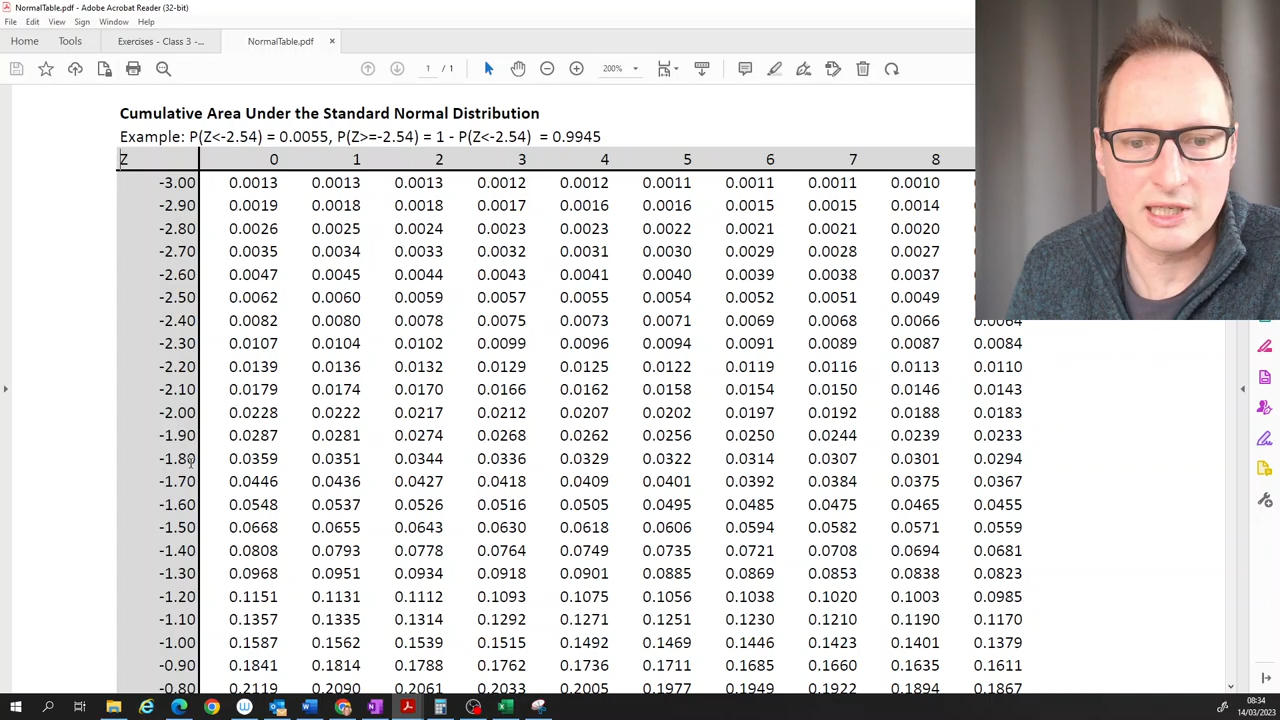 NormalTable.pdf - Adobe Acrobat Reader (32-bit)
File Edit View Sign Window Help
Home Tools Exercises - Class 3 -... NormalTable.pdf ×
1 / 1 200%
Cumulative Area Under the Standard Normal Distribution
Example: P(Z<-2.54) = 0.0055, P(Z>=-2.54) = 1 - P(Z<-2.54) = 0.9945
Z 0 1 2 3 4 5 6 7 8
-3.00 0.0013 0.0013 0.0013 0.0012 0.0012 0.0011 0.0011 0.0011 0.0010
-2.90 0.0019 0.0018 0.0018 0.0017 0.0016 0.0016 0.0015 0.0015 0.0014
-2.80 0.0026 0.0025 0.0024 0.0023 0.0023 0.0022 0.0021 0.0021 0.0020
-2.70 0.0035 0.0034 0.0033 0.0032 0.0031 0.0030 0.0029 0.0028 0.0027
-2.60 0.0047 0.0045 0.0044 0.0043 0.0041 0.0040 0.0039 0.0038 0.0037
-2.50 0.0062 0.0060 0.0059 0.0057 0.0055 0.0054 0.0052 0.0051 0.0049
-2.40 0.0082 0.0080 0.0078 0.0075 0.0073 0.0071 0.0069 0.0068 0.0066 0.0064
-2.30 0.0107 0.0104 0.0102 0.0099 0.0096 0.0094 0.0091 0.0089 0.0087 0.0084
-2.20 0.0139 0.0136 0.0132 0.0129 0.0125 0.0122 0.0119 0.0116 0.0113 0.0110
-2.10 0.0179 0.0174 0.0170 0.0166 0.0162 0.0158 0.0154 0.0150 0.0146 0.0143
-2.00 0.0228 0.0222 0.0217 0.0212 0.0207 0.0202 0.0197 0.0192 0.0188 0.0183
-1.90 0.0287 0.0281 0.0274 0.0268 0.0262 0.0256 0.0250 0.0244 0.0239 0.0233
-1.80 0.0359 0.0351 0.0344 0.0336 0.0329 0.0322 0.0314 0.0307 0.0301 0.0294
-1.70 0.0446 0.0436 0.0427 0.0418 0.0409 0.0401 0.0392 0.0384 0.0375 0.0367
-1.60 0.0548 0.0537 0.0526 0.0516 0.0505 0.0495 0.0485 0.0475 0.0465 0.0455
-1.50 0.0668 0.0655 0.0643 0.0630 0.0618 0.0606 0.0594 0.0582 0.0571 0.0559
-1.40 0.0808 0.0793 0.0778 0.0764 0.0749 0.0735 0.0721 0.0708 0.0694 0.0681
-1.30 0.0968 0.0951 0.0934 0.0918 0.0901 0.0885 0.0869 0.0853 0.0838 0.0823
-1.20 0.1151 0.1131 0.1112 0.1093 0.1075 0.1056 0.1038 0.1020 0.1003 0.0985
-1.10 0.1357 0.1335 0.1314 0.1292 0.1271 0.1251 0.1230 0.1210 0.1190 0.1170
-1.00 0.1587 0.1562 0.1539 0.1515 0.1492 0.1469 0.1446 0.1423 0.1401 0.1379
-0.90 0.1841 0.1814 0.1788 0.1762 0.1736 0.1711 0.1685 0.1660 0.1635 0.1611
-0.80 0.2119 0.2090 0.2061 0.2033 0.2005 0.1977 0.1949 0.1922 0.1894 0.1867
08:34
14/03/2023